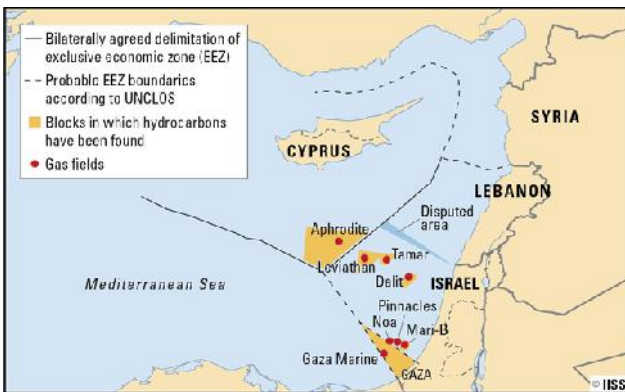 Bilaterally agreed delimitation of
exclusive economic zone (EEZ)
Probable EEZ boundaries
according to UNCLOS
Blocks in which hydrocarbons
have been found
Gas fields
SYRIA
CYPRUS
LEBANON
Disputed
area
Aphrodite
Tamar
Leviathan
Dalit
ISRAEL
Mediterranean Sea
Pinnacles
Noa
Mari-B
Gaza Marine
GAZA
© IISS